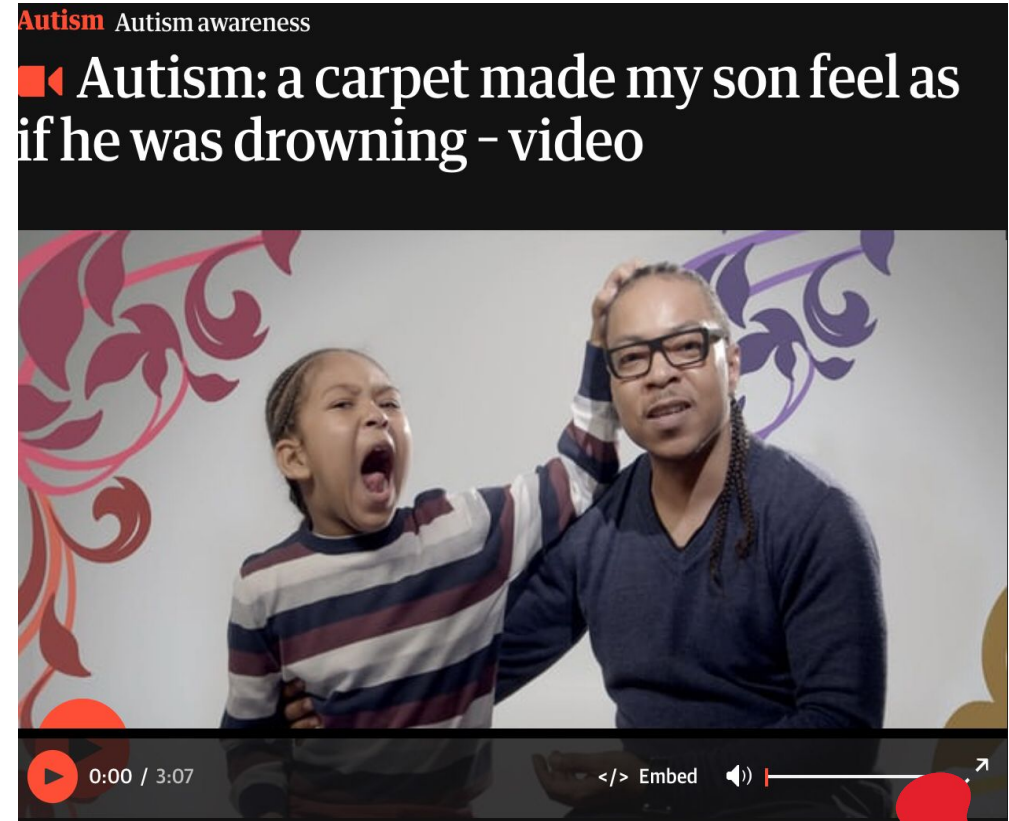 Autism Autism awareness
Autism: a carpet made my son feel as
if he was drowning – video
0:00 / 3:07 </> Embed